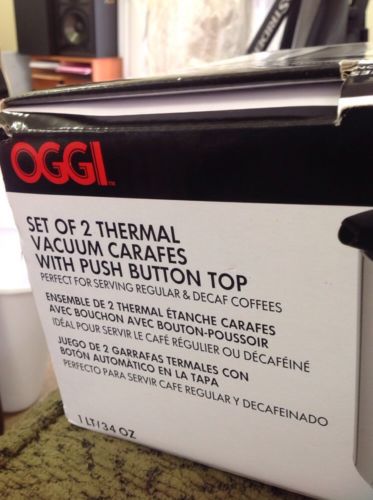 OGGI
SET OF 2 THERMAL
VACUUM CARAFES
WITH PUSH BUTTON TOP
PERFECT FOR SERVING REGULAR & DECAF COFFEES
ENSEMBLE DE 2 THERMAL ÉTANCHE CARAFES
AVEC BOUCHON AVEC BOUTON-POUSSOIR
IDÉAL POUR SERVIR LE CAFÉ RÉGULIER OU DÉCAFÉINÉ
JUEGO DE 2 GARRAFAS TERMALES CON
BOTÓN AUTOMÁTICO EN LA TAPA
PERFECTO PARA SERVIR CAFE REGULAR Y DECAFEINADO
1 LT/34 OZ